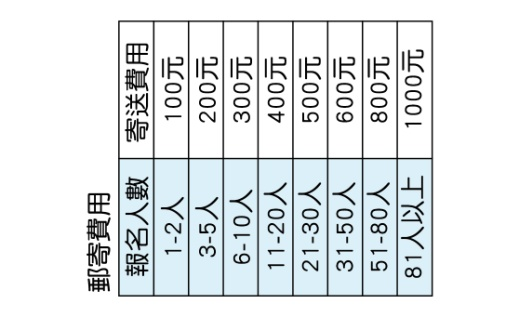 郵寄費用
報名人數 寄送費用
1-2人 100元
3-5人 200元
6-10人 300元
11-20人 400元
21-30人 500元
31-50人 600元
51-80人 800元
81人以上 1000元